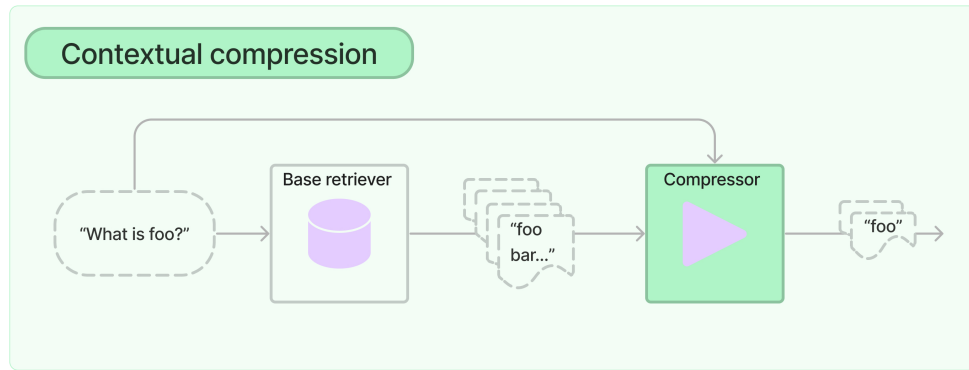 Contextual compression
“What is foo?”
Base retriever
“foo
bar...”
Compressor
“foo”